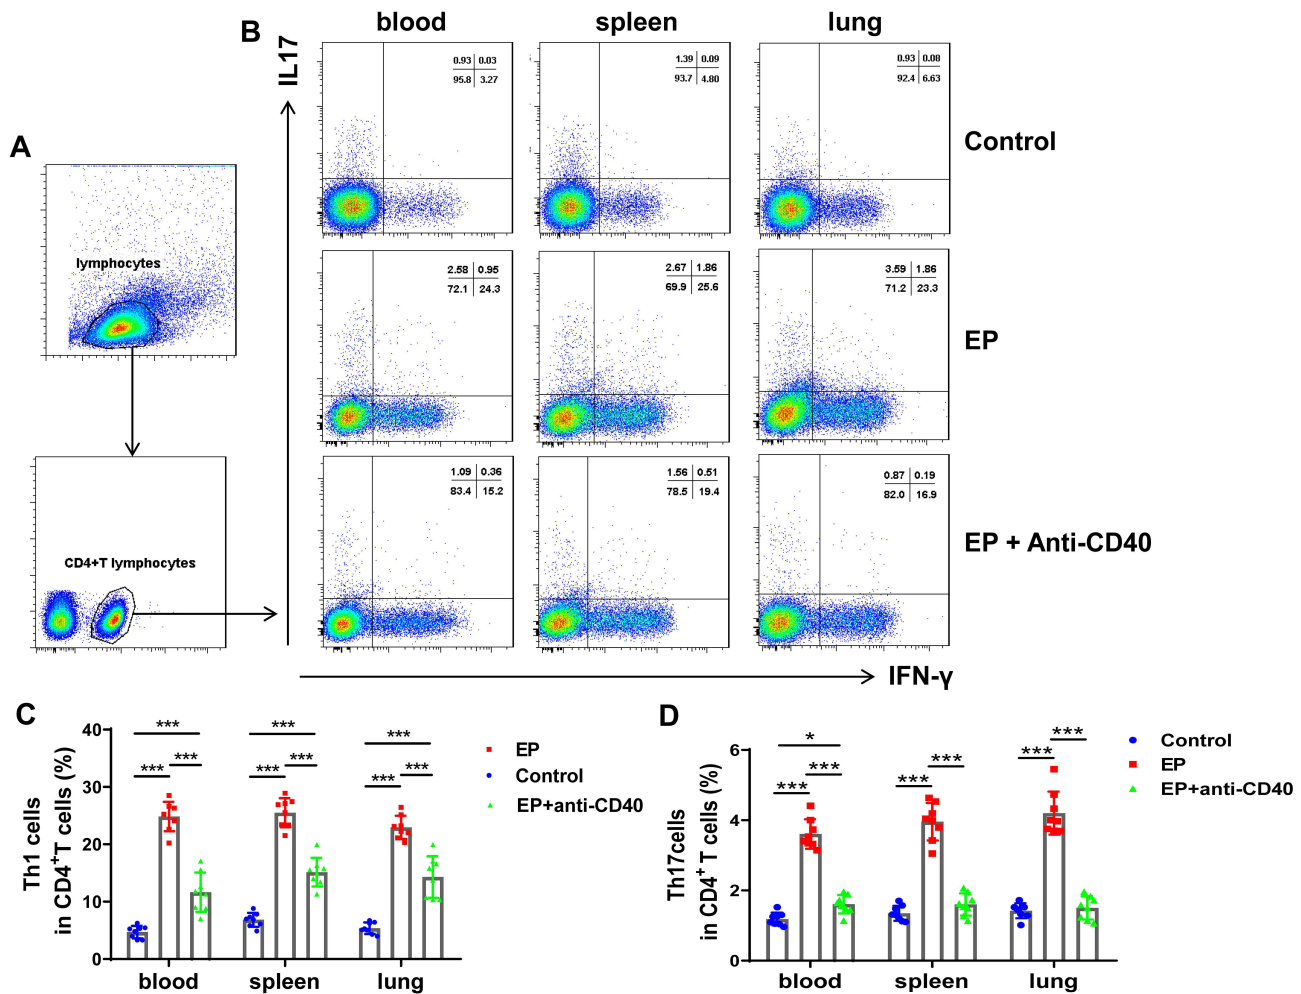 A
lymphocytes
CD4+T lymphocytes
B
blood
spleen
lung
IL17
0.93 0.03
95.8 3.27
1.39 0.09
93.7 4.80
0.93 0.08
92.4 6.63
Control
2.58 0.95
72.1 24.3
2.67 1.86
69.9 25.6
3.59 1.86
71.2 23.3
EP
1.09 0.36
83.4 15.2
1.56 0.51
78.5 19.4
0.87 0.19
82.0 16.9
EP + Anti-CD40
IFN-γ
C
Th1 cells
in CD4⁺T cells (%)
40
30
20
10
0
***
***
***
***
***
***
***
***
***
blood
spleen
lung
EP
Control
EP+anti-CD40
D
Th17cells
in CD4⁺T cells (%)
6
4
2
0
*
***
***
***
***
***
***
blood
spleen
lung
Control
EP
EP+anti-CD40